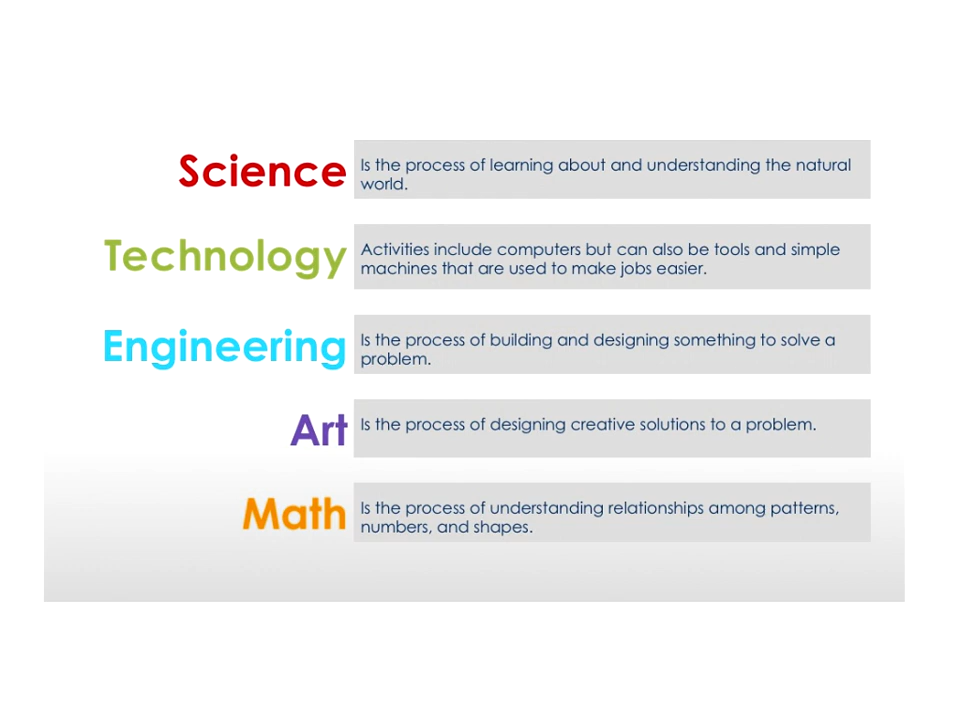 Science
Is the process of learning about and understanding the natural
world.
Technology
Activities include computers but can also be tools and simple
machines that are used to make jobs easier.
Engineering
Is the process of building and designing something to solve a
problem.
Art
Is the process of designing creative solutions to a problem.
Math
Is the process of understanding relationships among patterns,
numbers, and shapes.